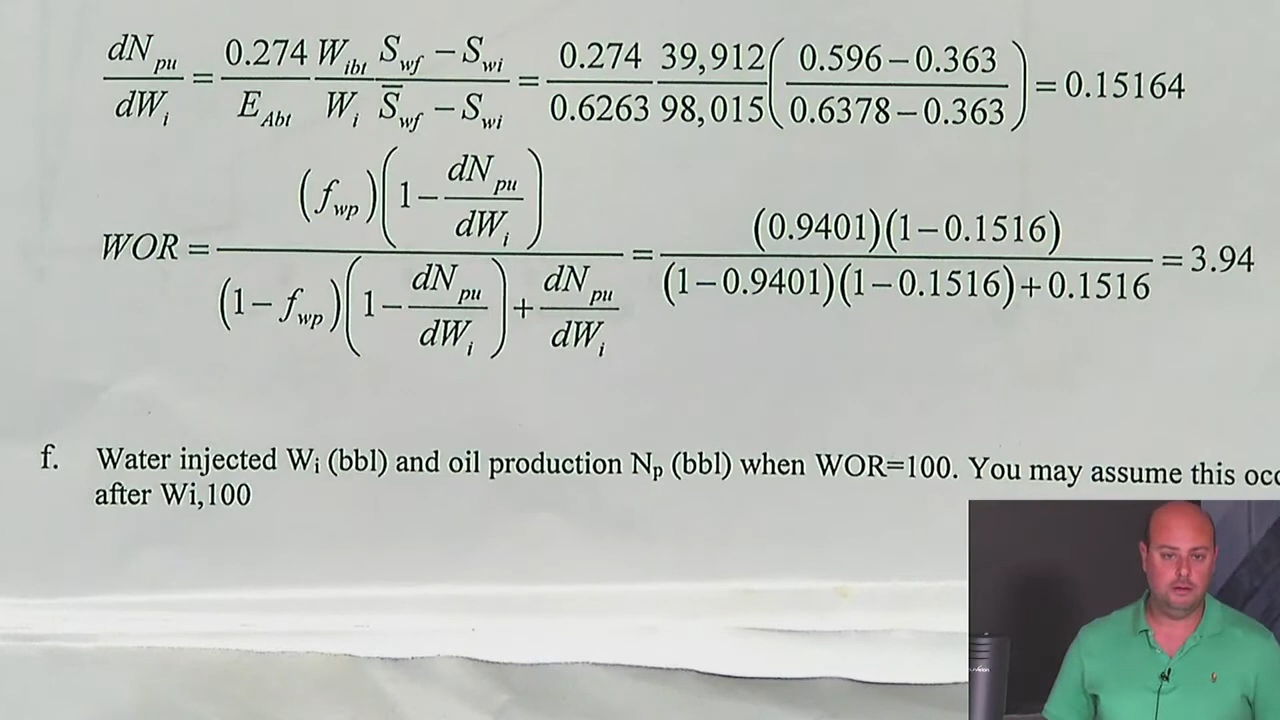 dN_pu/dW_i = 0.274/E_Abt W_ibt/W_i (S_wf − S_wi)/(S̄_wf − S_wi) = 0.274/0.6263 39,912/98,015 ((0.596 − 0.363)/(0.6378 − 0.363)) = 0.15164
WOR = (f_wp)(1 − dN_pu/dW_i)/((1 − f_wp)(1 − dN_pu/dW_i) + dN_pu/dW_i) = (0.9401)(1 − 0.1516)/((1 − 0.9401)(1 − 0.1516) + 0.1516) = 3.94
f. Water injected W_i (bbl) and oil production N_p (bbl) when WOR=100. You may assume this occ
after Wi,100